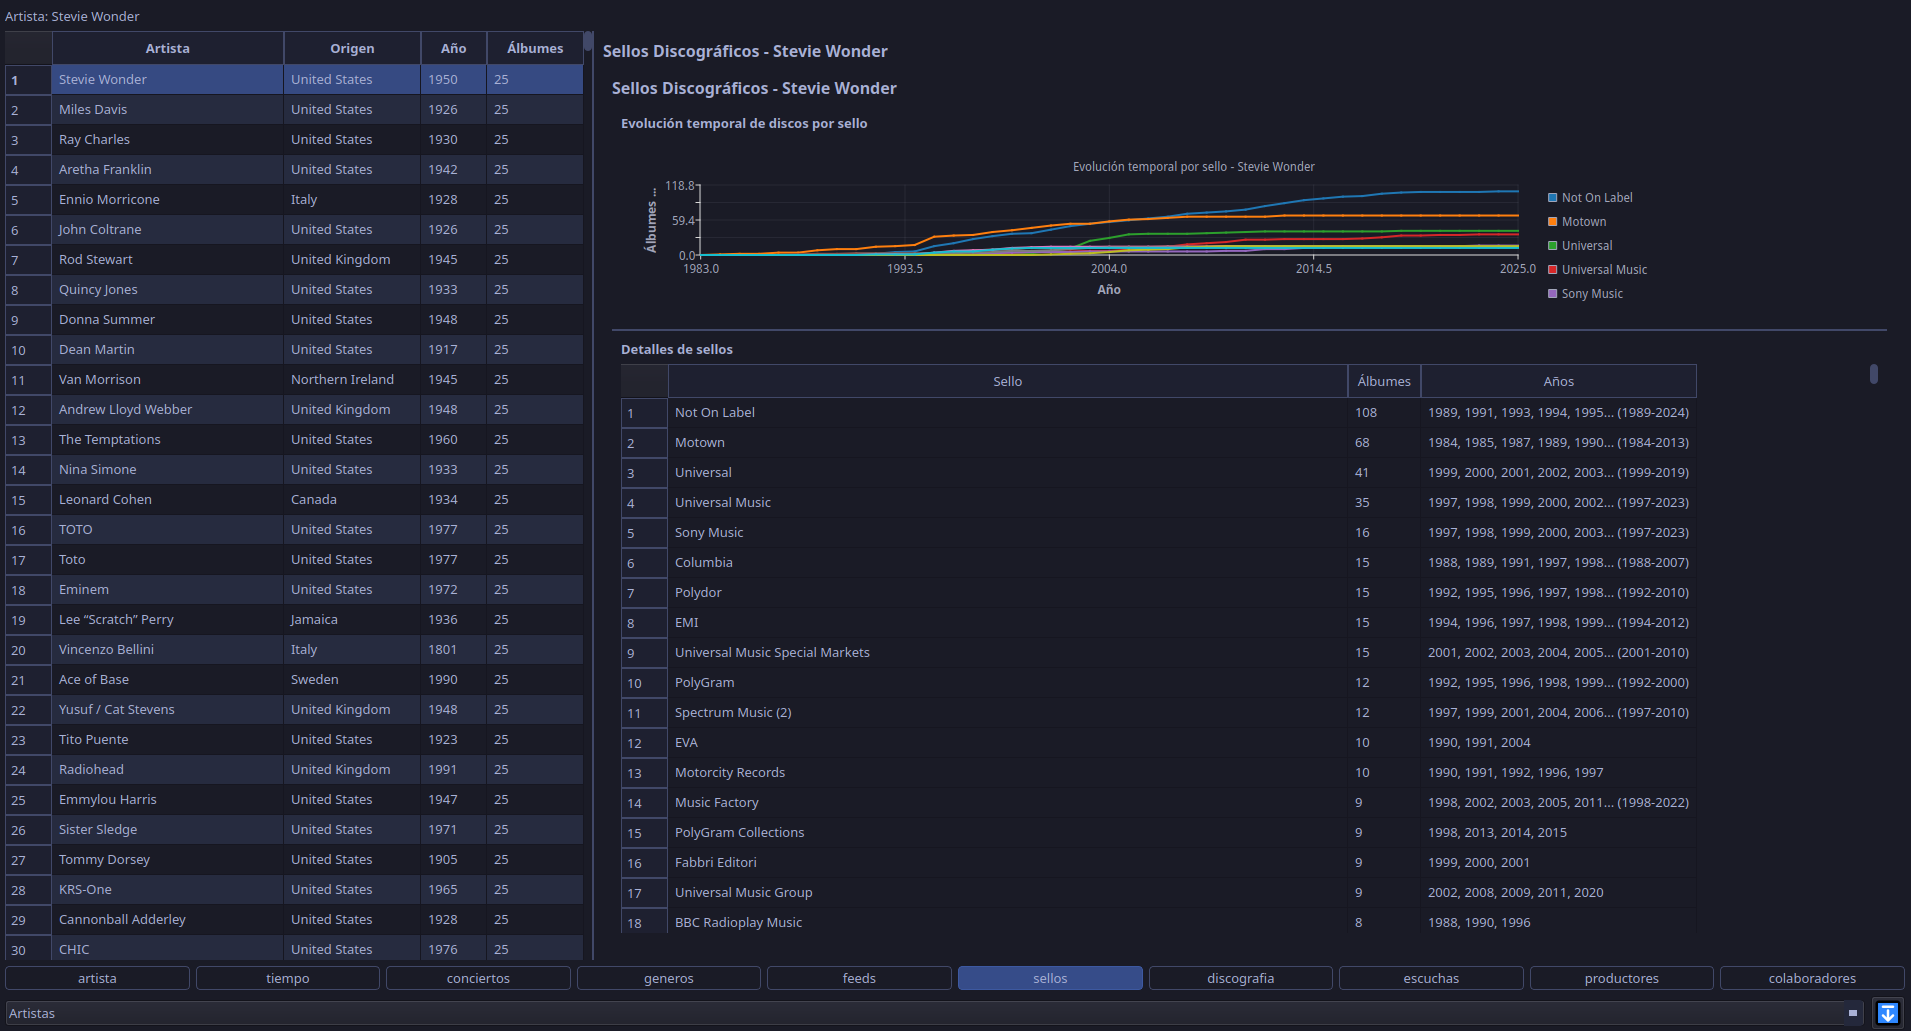 Artista: Stevie Wonder
Artista Origen Año Álbumes
1 Stevie Wonder United States 1950 25
2 Miles Davis United States 1926 25
3 Ray Charles United States 1930 25
4 Aretha Franklin United States 1942 25
5 Ennio Morricone Italy 1928 25
6 John Coltrane United States 1926 25
7 Rod Stewart United Kingdom 1945 25
8 Quincy Jones United States 1933 25
9 Donna Summer United States 1948 25
10 Dean Martin United States 1917 25
11 Van Morrison Northern Ireland 1945 25
12 Andrew Lloyd Webber United Kingdom 1948 25
13 The Temptations United States 1960 25
14 Nina Simone United States 1933 25
15 Leonard Cohen Canada 1934 25
16 TOTO United States 1977 25
17 Toto United States 1977 25
18 Eminem United States 1972 25
19 Lee “Scratch” Perry Jamaica 1936 25
20 Vincenzo Bellini Italy 1801 25
21 Ace of Base Sweden 1990 25
22 Yusuf / Cat Stevens United Kingdom 1948 25
23 Tito Puente United States 1923 25
24 Radiohead United Kingdom 1991 25
25 Emmylou Harris United States 1947 25
26 Sister Sledge United States 1971 25
27 Tommy Dorsey United States 1905 25
28 KRS-One United States 1965 25
29 Cannonball Adderley United States 1928 25
30 CHIC United States 1976 25
Sellos Discográficos - Stevie Wonder
Sellos Discográficos - Stevie Wonder
Evolución temporal de discos por sello
Evolución temporal por sello - Stevie Wonder
Álbumes ...
118.8
59.4
0.0
1983.0 1993.5 2004.0 2014.5 2025.0
Año
Not On Label
Motown
Universal
Universal Music
Sony Music
Detalles de sellos
Sello Álbumes Años
1 Not On Label 108 1989, 1991, 1993, 1994, 1995... (1989-2024)
2 Motown 68 1984, 1985, 1987, 1989, 1990... (1984-2013)
3 Universal 41 1999, 2000, 2001, 2002, 2003... (1999-2019)
4 Universal Music 35 1997, 1998, 1999, 2000, 2002... (1997-2023)
5 Sony Music 16 1997, 1998, 1999, 2000, 2003... (1997-2023)
6 Columbia 15 1988, 1989, 1991, 1997, 1998... (1988-2007)
7 Polydor 15 1992, 1995, 1996, 1997, 1998... (1992-2010)
8 EMI 15 1994, 1996, 1997, 1998, 1999... (1994-2012)
9 Universal Music Special Markets 15 2001, 2002, 2003, 2004, 2005... (2001-2010)
10 PolyGram 12 1992, 1995, 1996, 1998, 1999... (1992-2000)
11 Spectrum Music (2) 12 1997, 1999, 2001, 2004, 2006... (1997-2010)
12 EVA 10 1990, 1991, 2004
13 Motorcity Records 10 1990, 1991, 1992, 1996, 1997
14 Music Factory 9 1998, 2002, 2003, 2005, 2011... (1998-2022)
15 PolyGram Collections 9 1998, 2013, 2014, 2015
16 Fabbri Editori 9 1999, 2000, 2001
17 Universal Music Group 9 2002, 2008, 2009, 2011, 2020
18 BBC Radioplay Music 8 1988, 1990, 1996
artista tiempo conciertos generos feeds sellos discografia escuchas productores colaboradores
Artistas